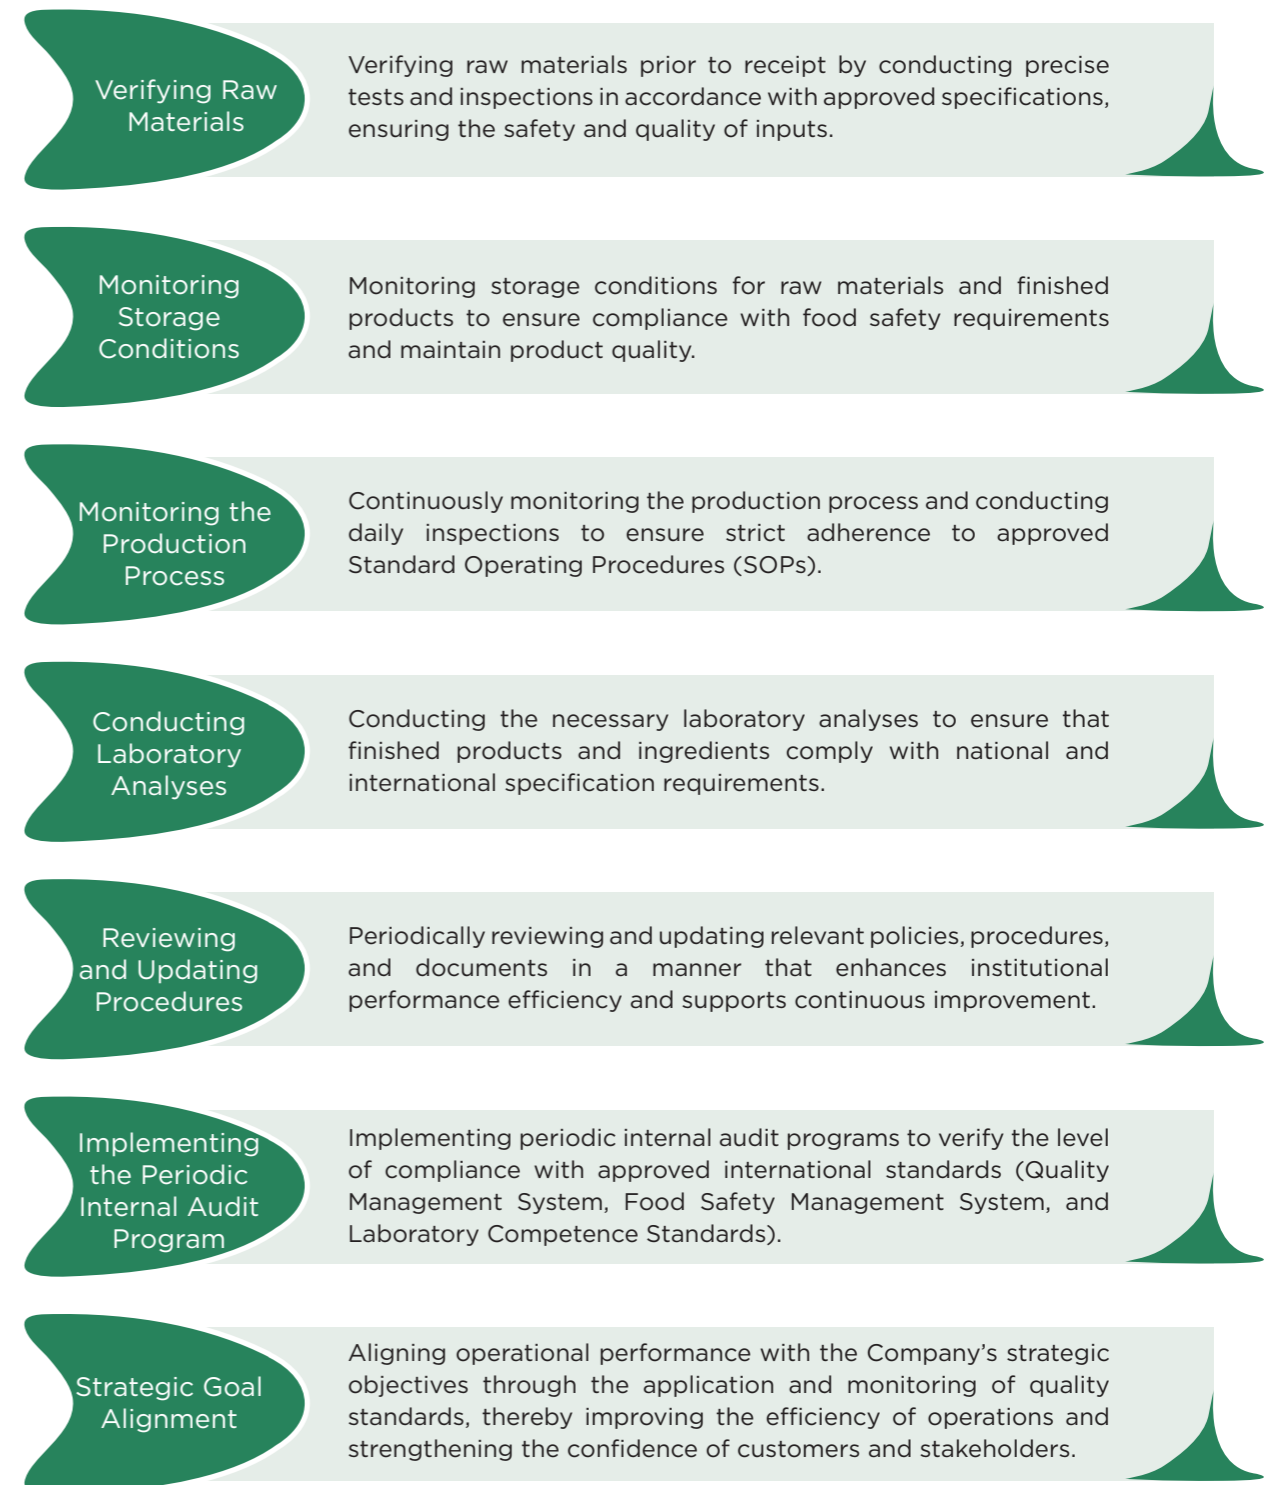 Verifying Raw
Materials
Verifying raw materials prior to receipt by conducting precise
tests and inspections in accordance with approved specifications,
ensuring the safety and quality of inputs.
Monitoring
Storage
Conditions
Monitoring storage conditions for raw materials and finished
products to ensure compliance with food safety requirements
and maintain product quality.
Monitoring the
Production
Process
Continuously monitoring the production process and conducting
daily inspections to ensure strict adherence to approved
Standard Operating Procedures (SOPs).
Conducting
Laboratory
Analyses
Conducting the necessary laboratory analyses to ensure that
finished products and ingredients comply with national and
international specification requirements.
Reviewing
and Updating
Procedures
Periodically reviewing and updating relevant policies, procedures,
and documents in a manner that enhances institutional
performance efficiency and supports continuous improvement.
Implementing
the Periodic
Internal Audit
Program
Implementing periodic internal audit programs to verify the level
of compliance with approved international standards (Quality
Management System, Food Safety Management System, and
Laboratory Competence Standards).
Strategic Goal
Alignment
Aligning operational performance with the Company’s strategic
objectives through the application and monitoring of quality
standards, thereby improving the efficiency of operations and
strengthening the confidence of customers and stakeholders.